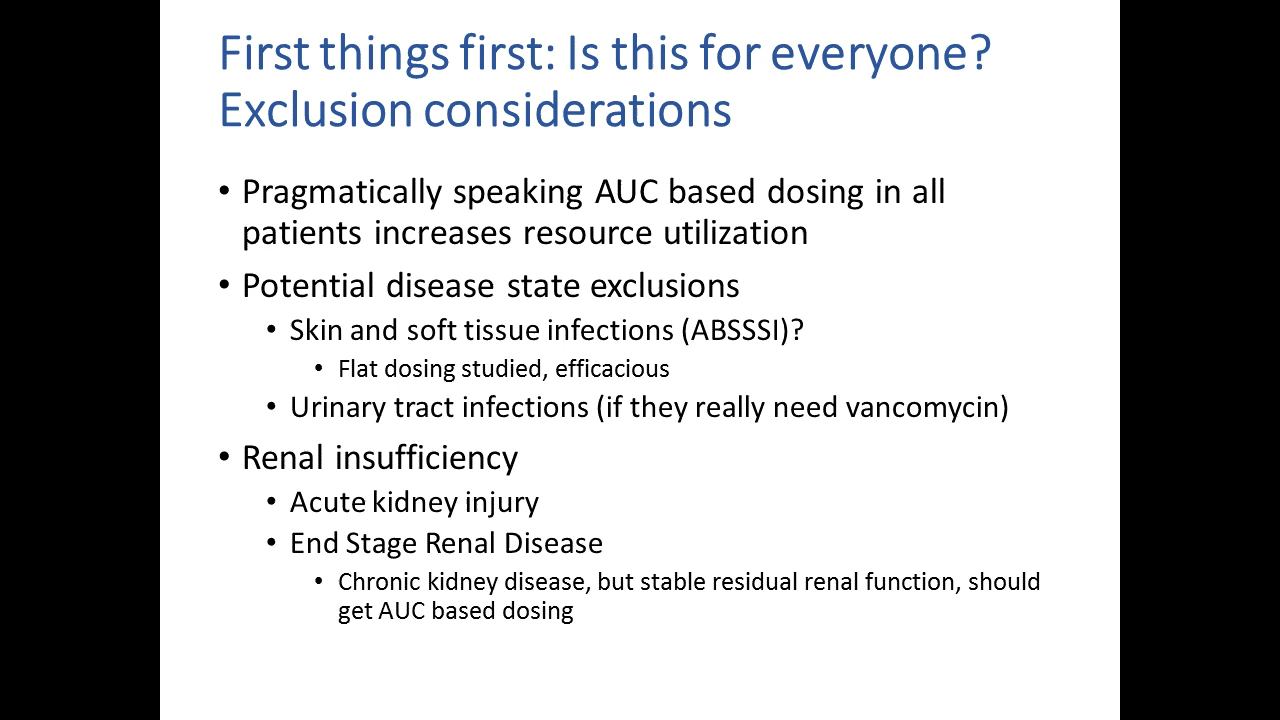 First things first: Is this for everyone?
Exclusion considerations
• Pragmatically speaking AUC based dosing in all
patients increases resource utilization
• Potential disease state exclusions
• Skin and soft tissue infections (ABSSSI)?
• Flat dosing studied, efficacious
• Urinary tract infections (if they really need vancomycin)
• Renal insufficiency
• Acute kidney injury
• End Stage Renal Disease
• Chronic kidney disease, but stable residual renal function, should
get AUC based dosing